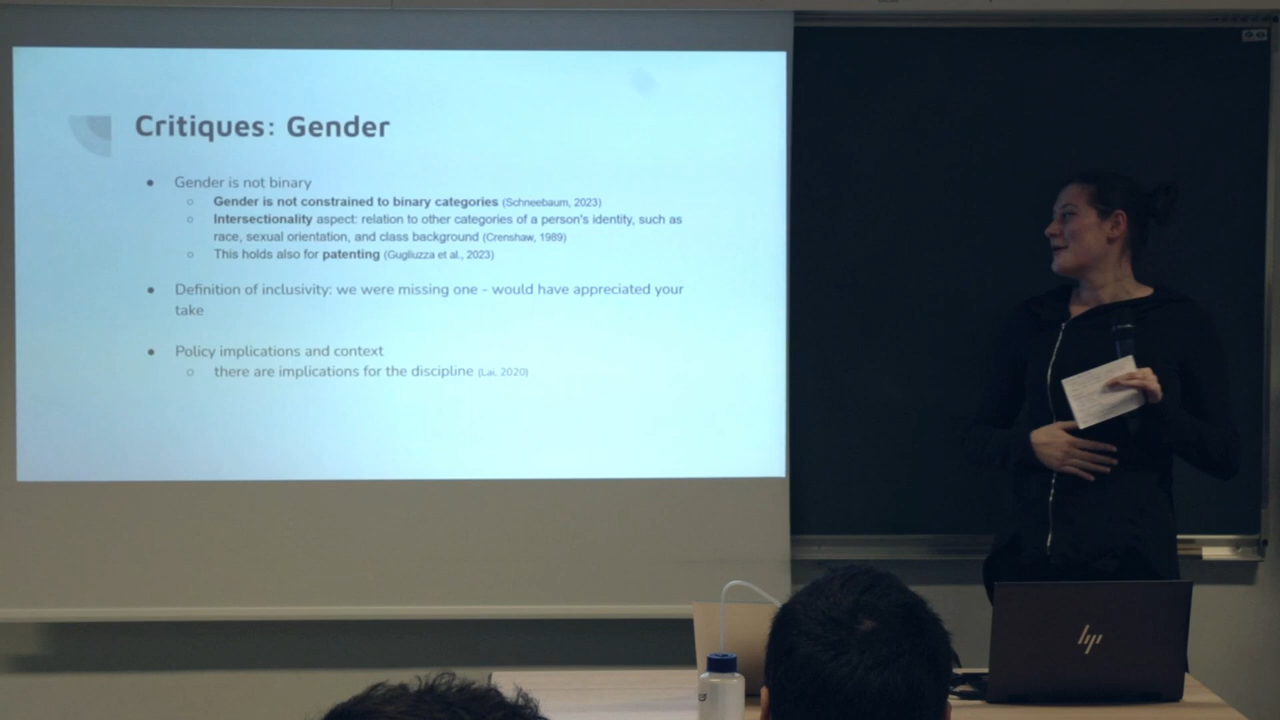 Critiques: Gender
● Gender is not binary
○ Gender is not constrained to binary categories (Schneebaum, 2023)
○ Intersectionality aspect: relation to other categories of a person's identity, such as
race, sexual orientation, and class background (Crenshaw, 1989)
○ This holds also for patenting (Gugliuzza et al., 2023)
● Definition of inclusivity: we were missing one - would have appreciated your
take
● Policy implications and context
○ there are implications for the discipline (Lai, 2020)
hp